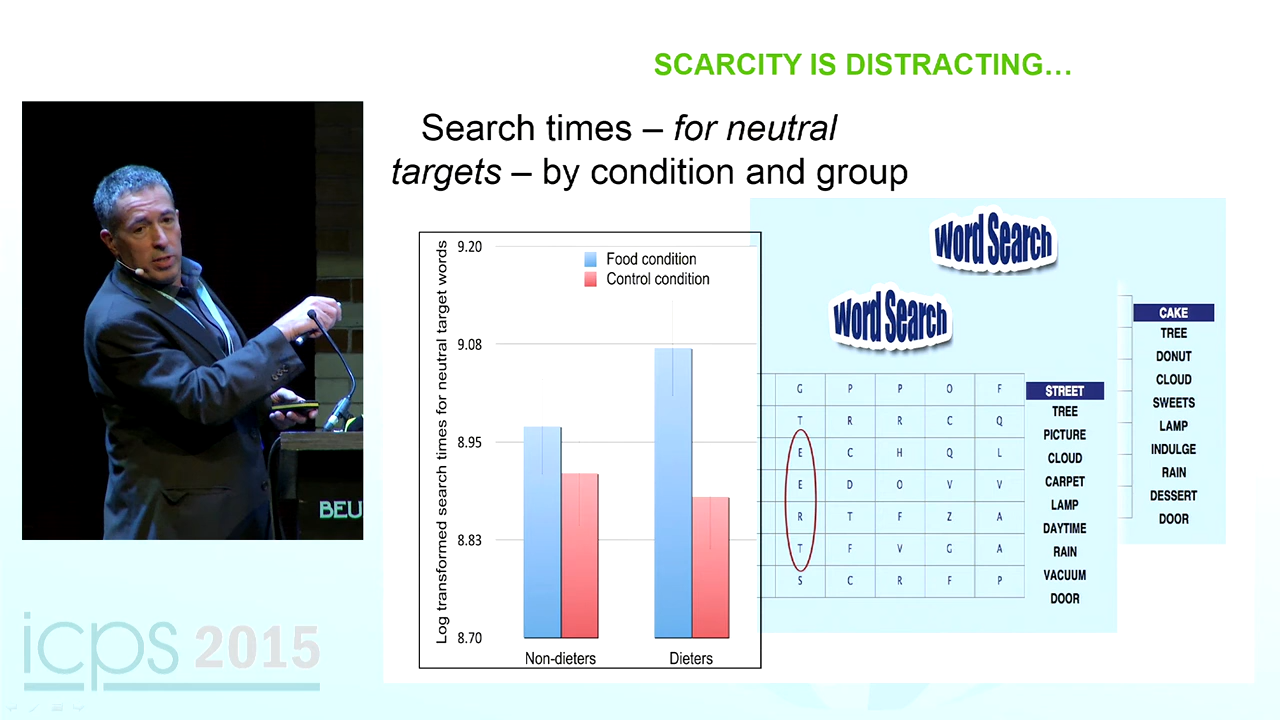 SCARCITY IS DISTRACTING…
Search times – for neutral
targets – by condition and group
Log transformed search times for neutral target words
9.20
9.08
8.95
8.83
8.70
Food condition
Control condition
Non-dieters
Dieters
Word Search
Word Search
G P P O F
T R R C Q
E C H Q L
E D O V V
R T F Z A
T F V G A
S C R F P
STREET
TREE
PICTURE
CLOUD
CARPET
LAMP
DAYTIME
RAIN
VACUUM
DOOR
CAKE
TREE
DONUT
CLOUD
SWEETS
LAMP
INDULGE
RAIN
DESSERT
DOOR
BEU
icps 2015